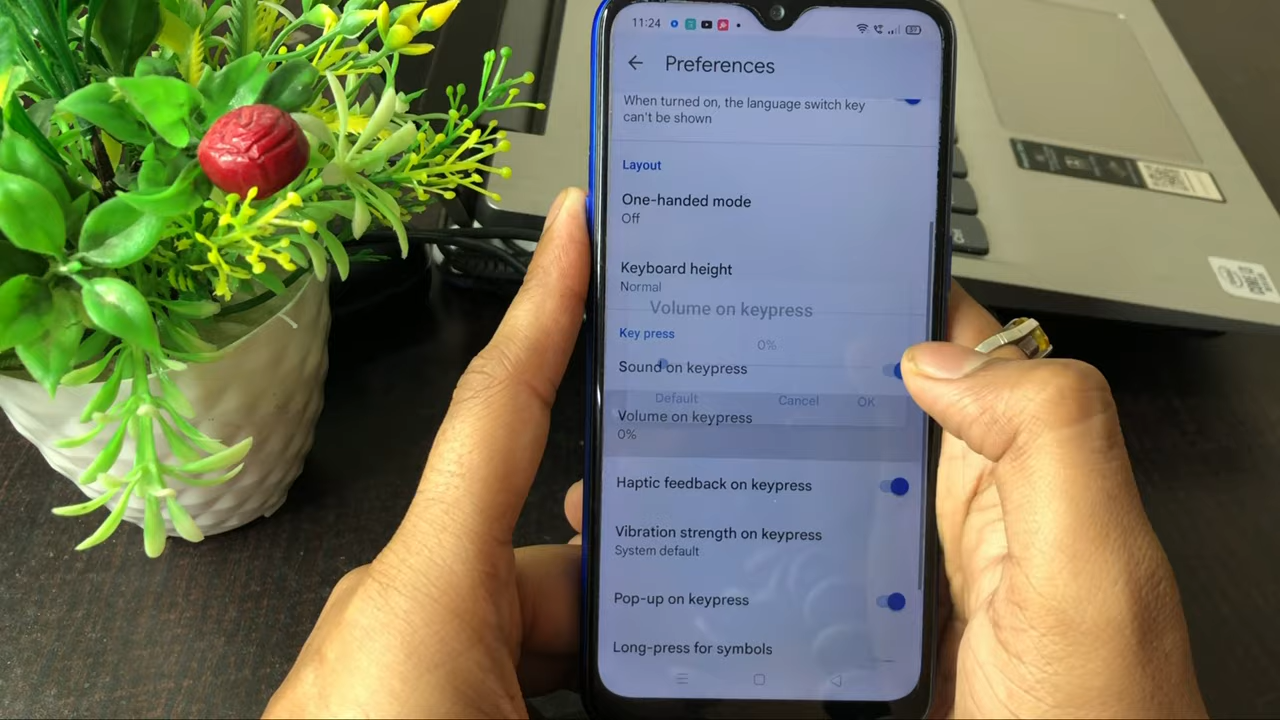 11:24
Preferences
When turned on, the language switch key
can't be shown
Layout
One-handed mode
Off
Keyboard height
Normal
Volume on keypress
Key press
0%
Sound on keypress
Default Cancel OK
Volume on keypress
0%
Haptic feedback on keypress
Vibration strength on keypress
System default
Pop-up on keypress
Long-press for symbols